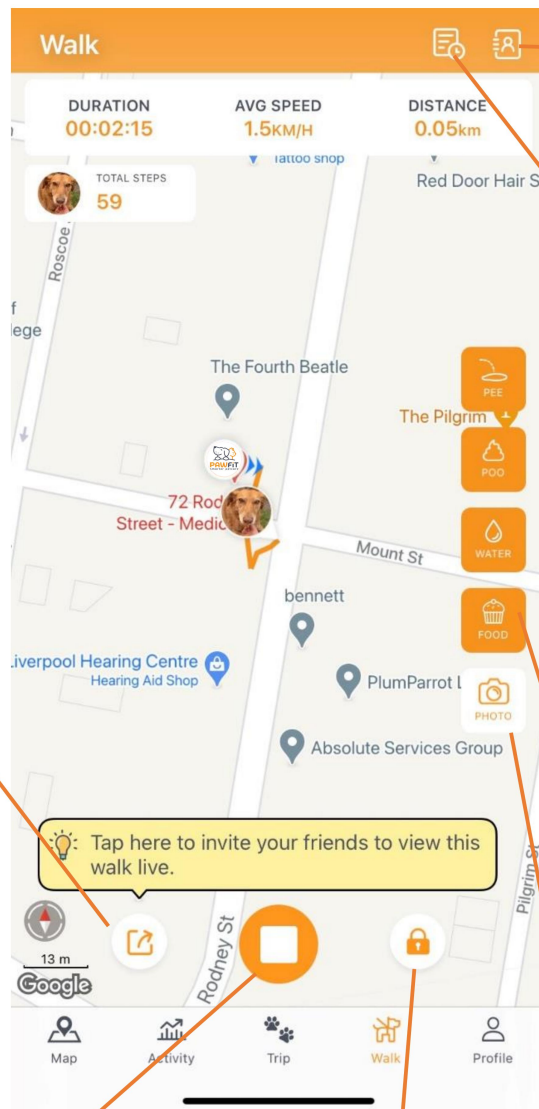 Walk
DURATION
AVG SPEED
DISTANCE
00:02:15
1.5KM/H
0.05km
Tattoo shop
TOTAL STEPS
59
Red Door Hair S
Roscoe
f
lege
The Fourth Beatle
PEE
The Pilgrim
POO
PAWFIT
72 Rod
Street - Medic
WATER
Mount St
bennett
FOOD
Liverpool Hearing Centre
Hearing Aid Shop
PlumParrot L
PHOTO
Absolute Services Group
Tap here to invite your friends to view this
walk live.
Pilgrim St
Rodney St
13 m
Google
Map
Activity
Trip
Walk
Profile